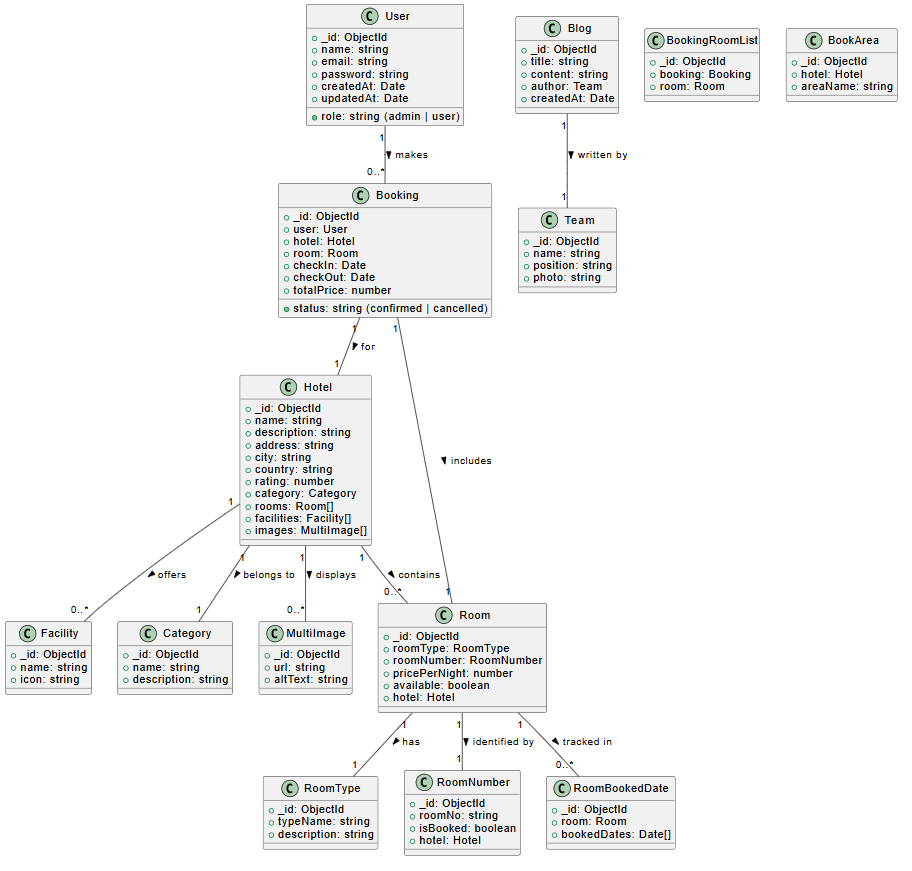 C User
_id: ObjectId
name: string
email: string
password: string
createdAt: Date
updatedAt: Date
role: string (admin | user)
C Blog
_id: ObjectId
title: string
content: string
author: Team
createdAt: Date
C BookingRoomList
_id: ObjectId
booking: Booking
room: Room
C BookArea
_id: ObjectId
hotel: Hotel
areaName: string
1
makes
0..*
1
written by
1
C Booking
_id: ObjectId
user: User
hotel: Hotel
room: Room
checkIn: Date
checkOut: Date
totalPrice: number
status: string (confirmed | cancelled)
C Team
_id: ObjectId
name: string
position: string
photo: string
1
for
1
1
includes
1
C Hotel
_id: ObjectId
name: string
description: string
address: string
city: string
country: string
rating: number
category: Category
rooms: Room[]
facilities: Facility[]
images: MultiImage[]
1
offers
0..*
1
belongs to
1
1
displays
0..*
1
contains
0..*
C Facility
_id: ObjectId
name: string
icon: string
C Category
_id: ObjectId
name: string
description: string
C MultiImage
_id: ObjectId
url: string
altText: string
C Room
_id: ObjectId
roomType: RoomType
roomNumber: RoomNumber
pricePerNight: number
available: boolean
hotel: Hotel
1
has
1
1
identified by
1
1
tracked in
0..*
C RoomType
_id: ObjectId
typeName: string
description: string
C RoomNumber
_id: ObjectId
roomNo: string
isBooked: boolean
hotel: Hotel
C RoomBookedDate
_id: ObjectId
room: Room
bookedDates: Date[]